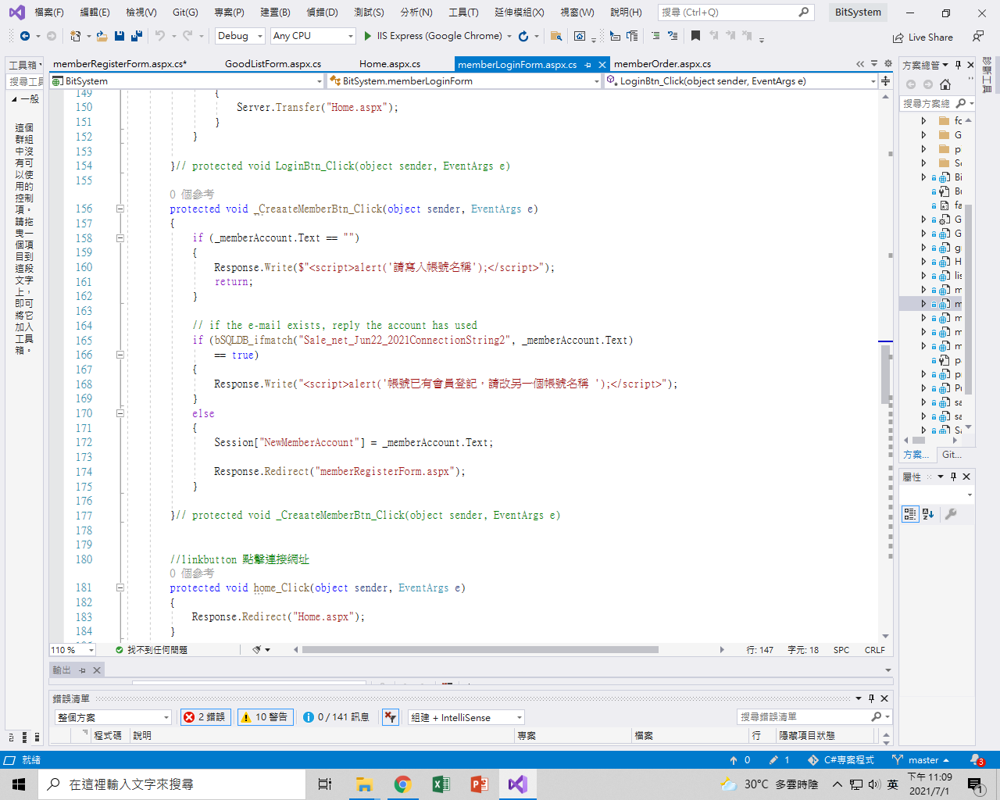 檔案(F) 編輯(E) 檢視(V) Git(G) 專案(P) 建置(B) 偵錯(D) 測試(S) 分析(N) 工具(T) 延伸模組(X) 視窗(W) 說明(H) 搜尋 (Ctrl+Q) BitSystem
Debug Any CPU IIS Express (Google Chrome) Live Share
工具箱
搜尋工具
一般
這個群組中沒有可以使用的控制項。請拖曳一個項目到這段文字上，即可將它加入工具箱。
memberRegisterForm.aspx.cs* GoodListForm.aspx.cs Home.aspx.cs memberLoginForm.aspx.cs memberOrder.aspx.cs
BitSystem BitSystem.memberLoginForm LoginBtn_Click(object sender, EventArgs e)
149 {
150 Server.Transfer("Home.aspx");
151 }
152 }
153
154 }// protected void LoginBtn_Click(object sender, EventArgs e)
155
0 個參考
156 protected void _CreaateMemberBtn_Click(object sender, EventArgs e)
157 {
158 if (_memberAccount.Text == "")
159 {
160 Response.Write($"<script>alert('請寫入帳號名稱');</script>");
161 return;
162 }
163
164 // if the e-mail exists, reply the account has used
165 if (bSQLDB_ifmatch("Sale_net_Jun22_2021ConnectionString2", _memberAccount.Text)
166 == true)
167 {
168 Response.Write("<script>alert('帳號已有會員登記，請改另一個帳號名稱 ');</script>");
169 }
170 else
171 {
172 Session["NewMemberAccount"] = _memberAccount.Text;
173
174 Response.Redirect("memberRegisterForm.aspx");
175 }
176
177 }// protected void _CreaateMemberBtn_Click(object sender, EventArgs e)
178
179
180 //linkbutton 點擊連接網址
0 個參考
181 protected void home_Click(object sender, EventArgs e)
182 {
183 Response.Redirect("Home.aspx");
184 }
110 % 找不到任何問題 行: 147 字元: 18 SPC CRLF
輸出
錯誤清單
整個方案 2 錯誤 10 警告 0 / 141 訊息 組建 + IntelliSense 搜尋錯誤清單
程式碼 說明 專案 檔案 行 隱藏項目狀態
方案總管
搜尋方案總
fc
G
p
Sc
Bi
Bu
fa
G
G
gu
H
lis
m
m
m
m
m
pa
pu
Pu
sa
sa
Sa
方案... Git...
屬性
診斷工具
就緒 0 1 C#專案程式 master 3
在這裡輸入文字來搜尋 30°C 多雲時陰 英 下午 11:09
2021/7/1 1